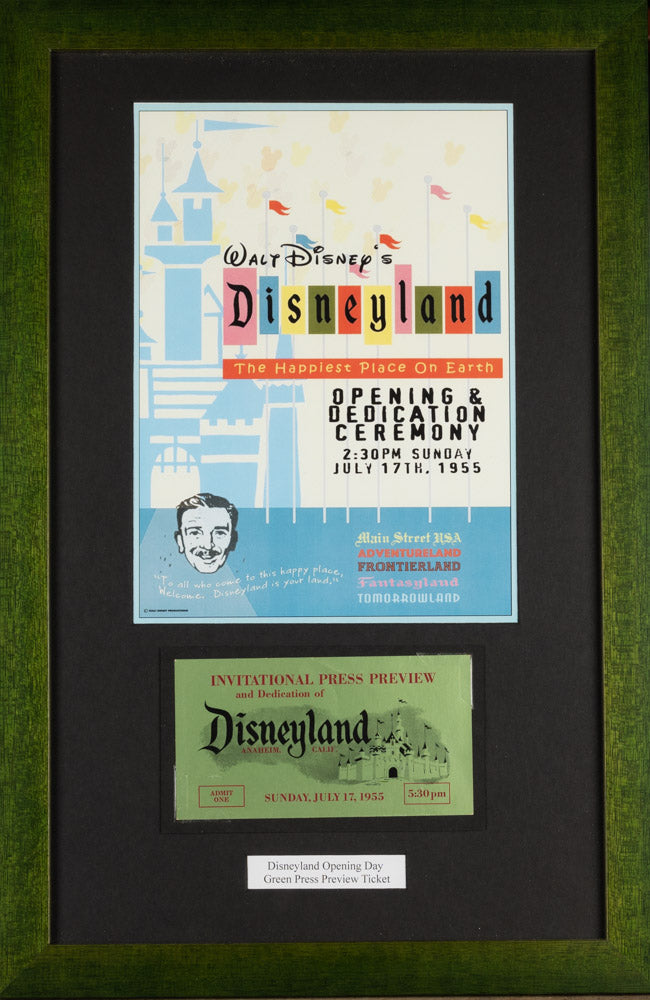 WALT DISNEY'S
Disneyland
The Happiest Place On Earth
OPENING &
DEDICATION
CEREMONY
2:30PM SUNDAY
JULY 17TH, 1955
"To all who come to this happy place,
Welcome. Disneyland is your land."
Main Street USA
ADVENTURELAND
FRONTIERLAND
Fantasyland
TOMORROWLAND
© WALT DISNEY PRODUCTIONS
INVITATIONAL PRESS PREVIEW
and Dedication of
Disneyland
ANAHEIM, CALIF.
ADMIT
ONE
SUNDAY, JULY 17, 1955
5:30 pm
Disneyland Opening Day
Green Press Preview Ticket